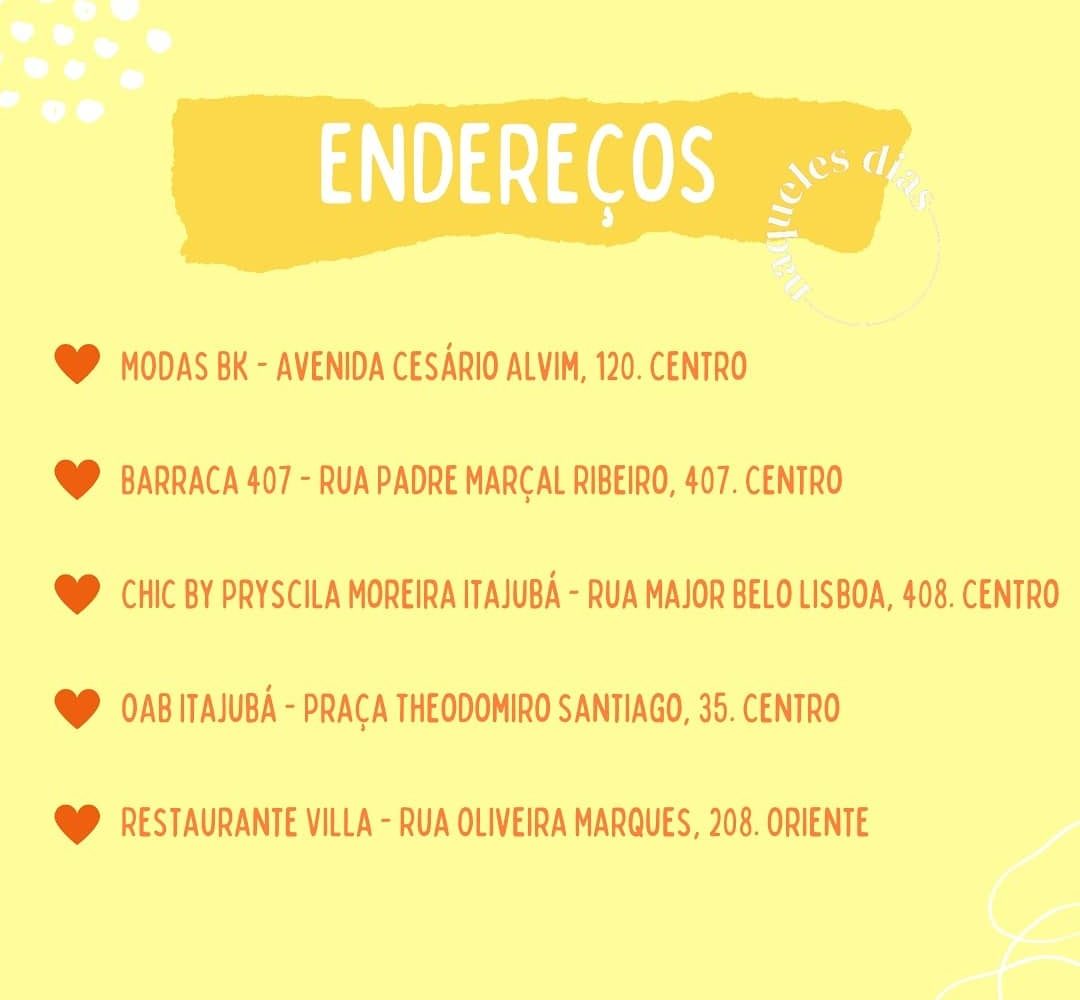 ENDEREÇOS
naqueles dias
MODAS BK - AVENIDA CESÁRIO ALVIM, 120. CENTRO
BARRACA 407 - RUA PADRE MARÇAL RIBEIRO, 407. CENTRO
CHIC BY PRYSCILA MOREIRA ITAJUBÁ - RUA MAJOR BELO LISBOA, 408. CENTRO
OAB ITAJUBÁ - PRAÇA THEODOMIRO SANTIAGO, 35. CENTRO
RESTAURANTE VILLA - RUA OLIVEIRA MARQUES, 208. ORIENTE